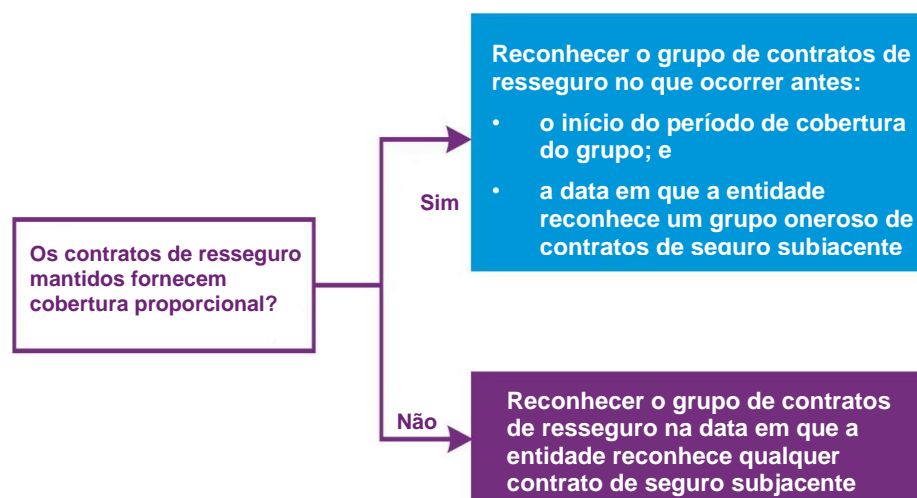 Os contratos de resseguro
mantidos fornecem
cobertura proporcional?
Sim
Reconhecer o grupo de contratos de
resseguro no que ocorrer antes:
• o início do período de cobertura
do grupo; e
• a data em que a entidade
reconhece um grupo oneroso de
contratos de seguro subjacente
Não
Reconhecer o grupo de contratos
de resseguro na data em que a
entidade reconhece qualquer
contrato de seguro subjacente